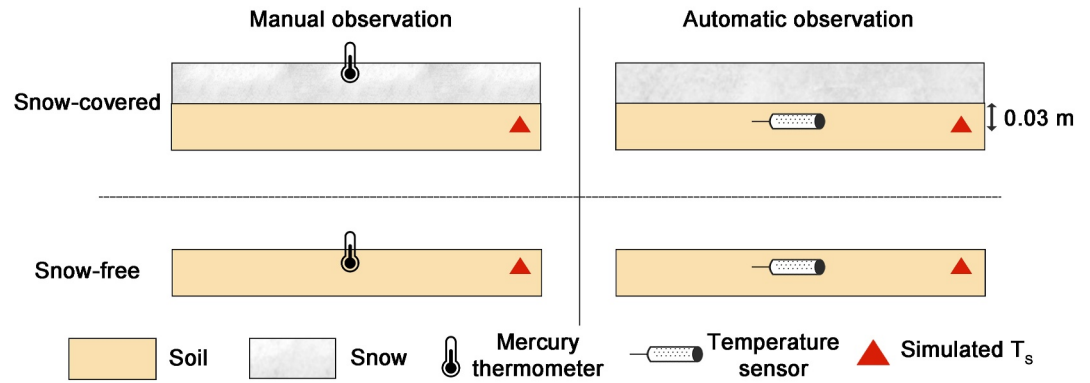 Manual observation
Automatic observation
Snow-covered
0.03 m
Snow-free
Soil
Snow
Mercury
thermometer
Temperature
sensor
Simulated Ts